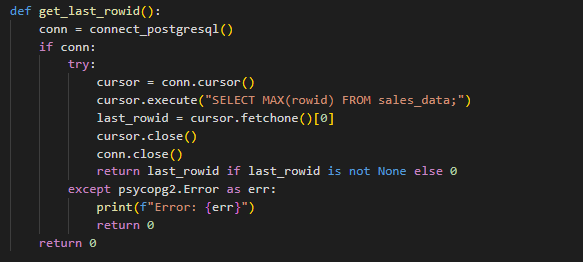 def get_last_rowid():
    conn = connect_postgresql()
    if conn:
        try:
            cursor = conn.cursor()
            cursor.execute("SELECT MAX(rowid) FROM sales_data;")
            last_rowid = cursor.fetchone()[0]
            cursor.close()
            conn.close()
            return last_rowid if last_rowid is not None else 0
        except psycopg2.Error as err:
            print(f"Error: {err}")
            return 0
    return 0